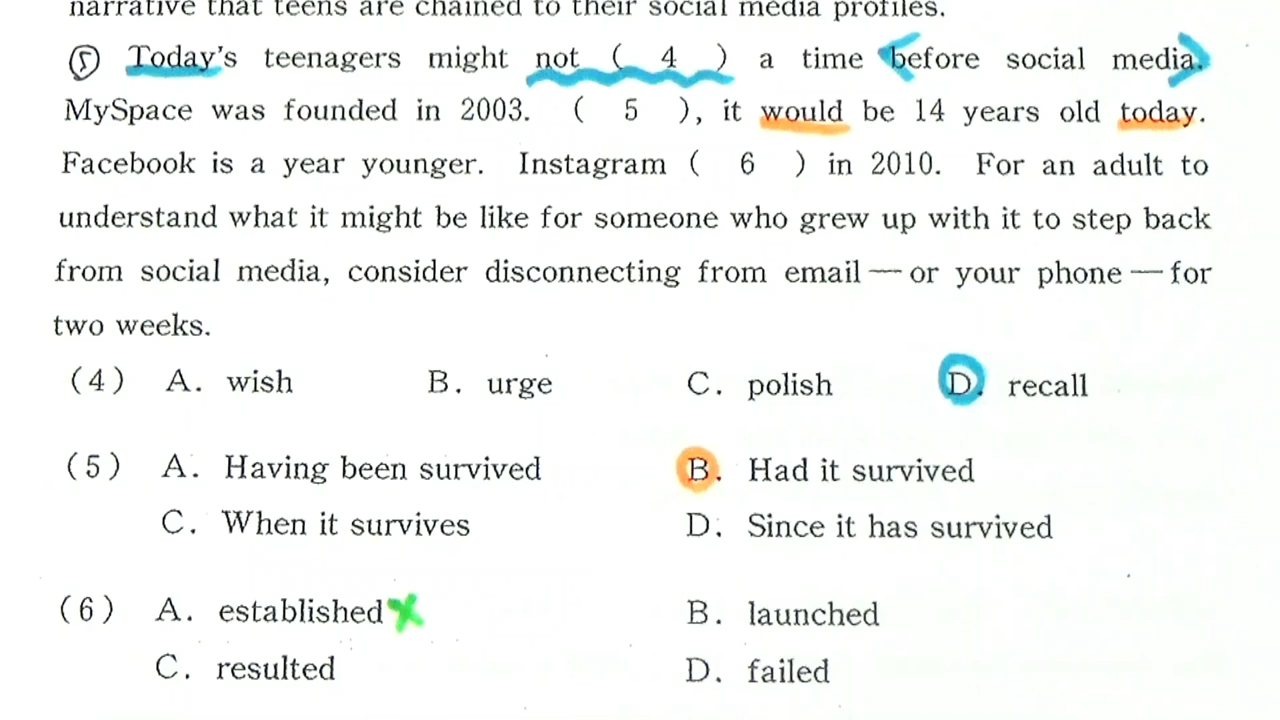 narrative that teens are chained to their social media profiles.
⑤ Today's teenagers might not ( 4 ) a time before social media.
MySpace was founded in 2003. ( 5 ), it would be 14 years old today.
Facebook is a year younger. Instagram ( 6 ) in 2010. For an adult to
understand what it might be like for someone who grew up with it to step back
from social media, consider disconnecting from email — or your phone — for
two weeks.
(4) A. wish B. urge C. polish D. recall
(5) A. Having been survived B. Had it survived
C. When it survives D. Since it has survived
(6) A. established B. launched
C. resulted D. failed